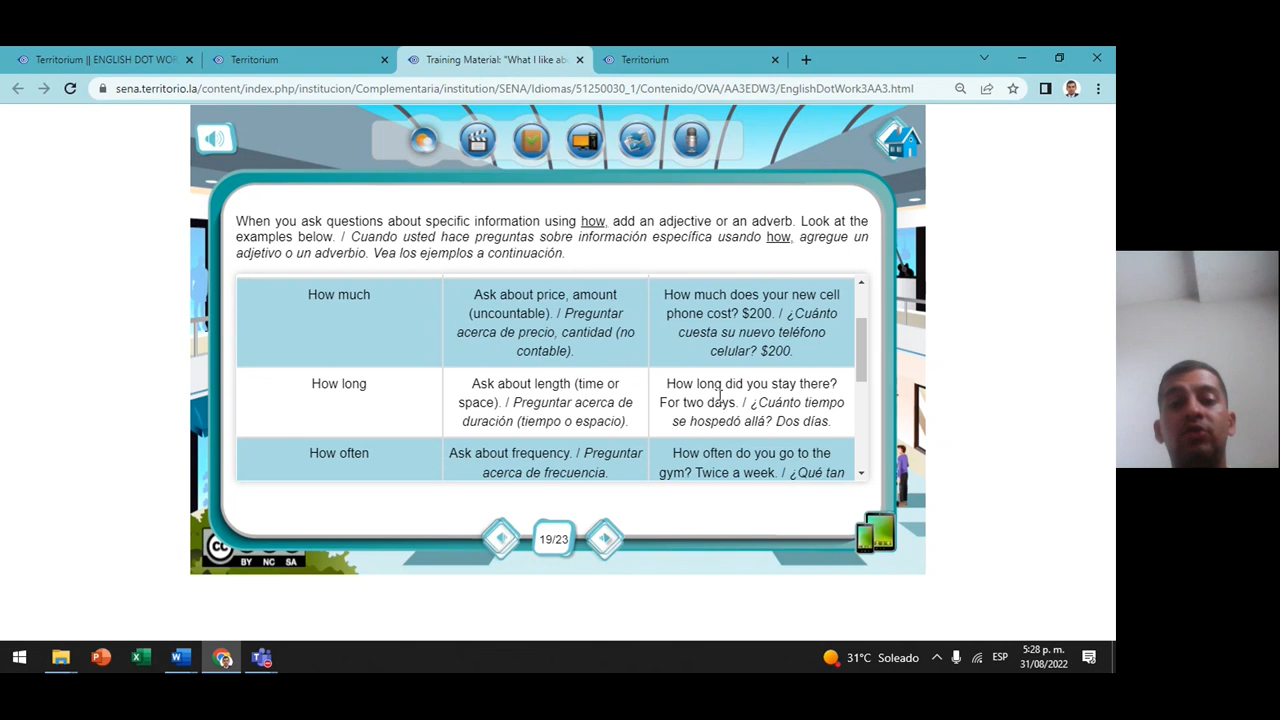 Territorium || ENGLISH DOT WOR
Territorium
Training Material: "What I like abo
Territorium
sena.territorio.la/content/index.php/institucion/Complementaria/institution/SENA/Idiomas/51250030_1/Contenido/OVA/AA3EDW3/EnglishDotWork3AA3.html
When you ask questions about specific information using how, add an adjective or an adverb. Look at the
examples below. / Cuando usted hace preguntas sobre información específica usando how, agregue un
adjetivo o un adverbio. Vea los ejemplos a continuación.
How much
Ask about price, amount
(uncountable). / Preguntar
acerca de precio, cantidad (no
contable).
How much does your new cell
phone cost? $200. / ¿Cuánto
cuesta su nuevo teléfono
celular? $200.
How long
Ask about length (time or
space). / Preguntar acerca de
duración (tiempo o espacio).
How long did you stay there?
For two days. / ¿Cuánto tiempo
se hospedó allá? Dos días.
How often
Ask about frequency. / Preguntar
acerca de frecuencia.
How often do you go to the
gym? Twice a week. / ¿Qué tan
19/23
CC
BY NC SA
31°C Soleado
ESP
5:28 p. m.
31/08/2022